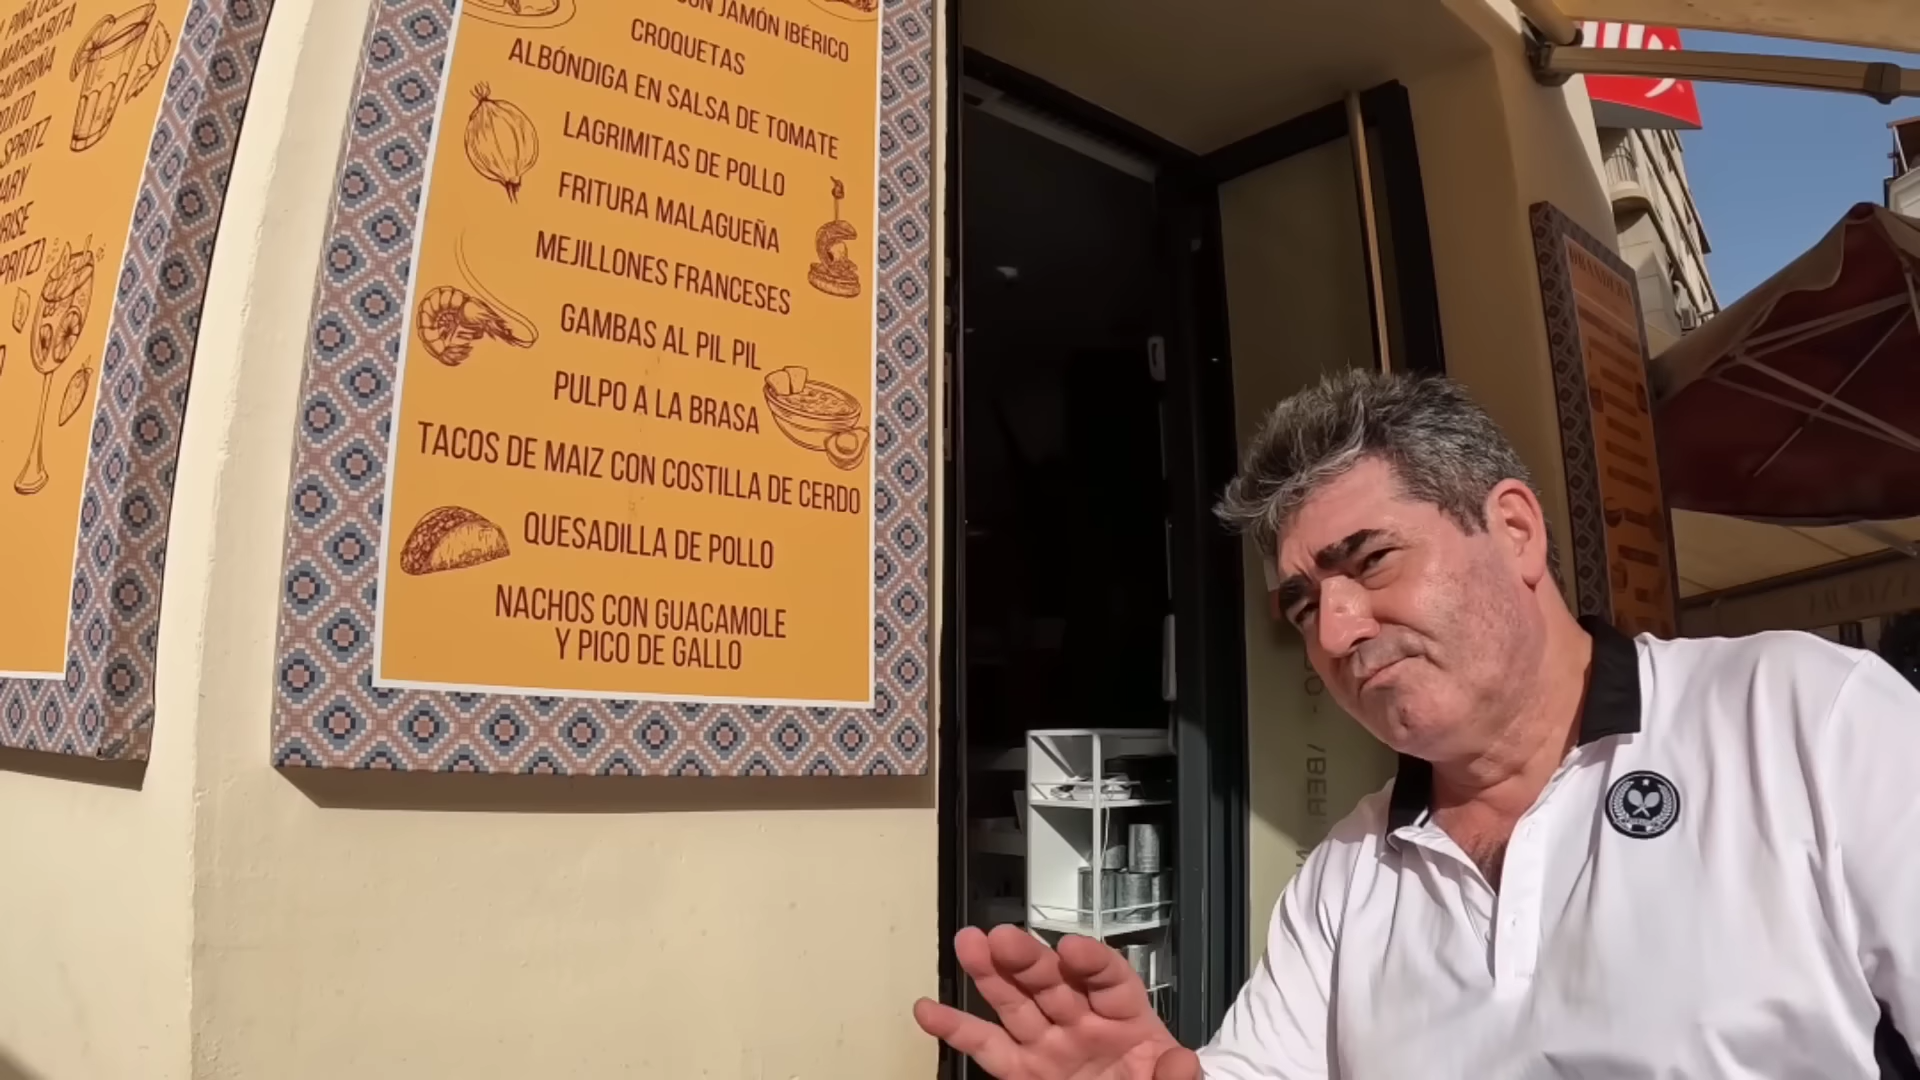 MARGARITA
SPRITZ
CON JAMÓN IBÉRICO
CROQUETAS
ALBÓNDIGA EN SALSA DE TOMATE
LAGRIMITAS DE POLLO
FRITURA MALAGUEÑA
MEJILLONES FRANCESES
GAMBAS AL PIL PIL
PULPO A LA BRASA
TACOS DE MAIZ CON COSTILLA DE CERDO
QUESADILLA DE POLLO
NACHOS CON GUACAMOLE
Y PICO DE GALLO